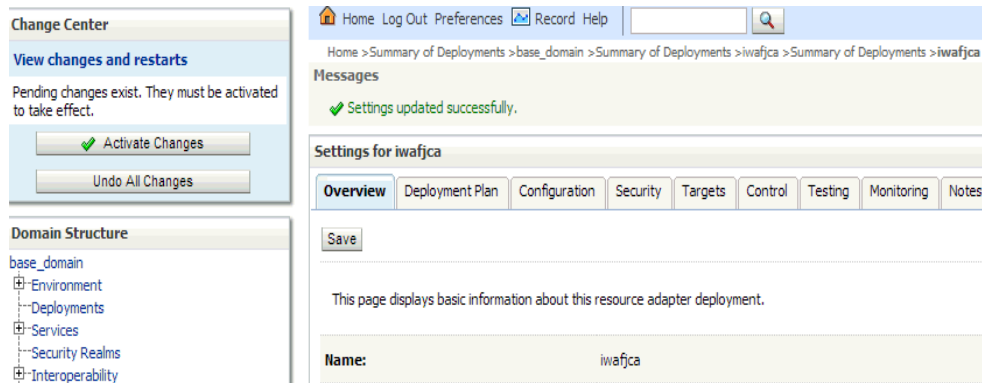 Change Center
View changes and restarts
Pending changes exist. They must be activated
to take effect.
Activate Changes
Undo All Changes
Domain Structure
base_domain
Environment
Deployments
Services
Security Realms
Interoperability
Home Log Out Preferences Record Help
Home >Summary of Deployments >base_domain >Summary of Deployments >iwafjca >Summary of Deployments >iwafjca
Messages
Settings updated successfully.
Settings for iwafjca
Overview Deployment Plan Configuration Security Targets Control Testing Monitoring Notes
Save
This page displays basic information about this resource adapter deployment.
Name: iwafjca